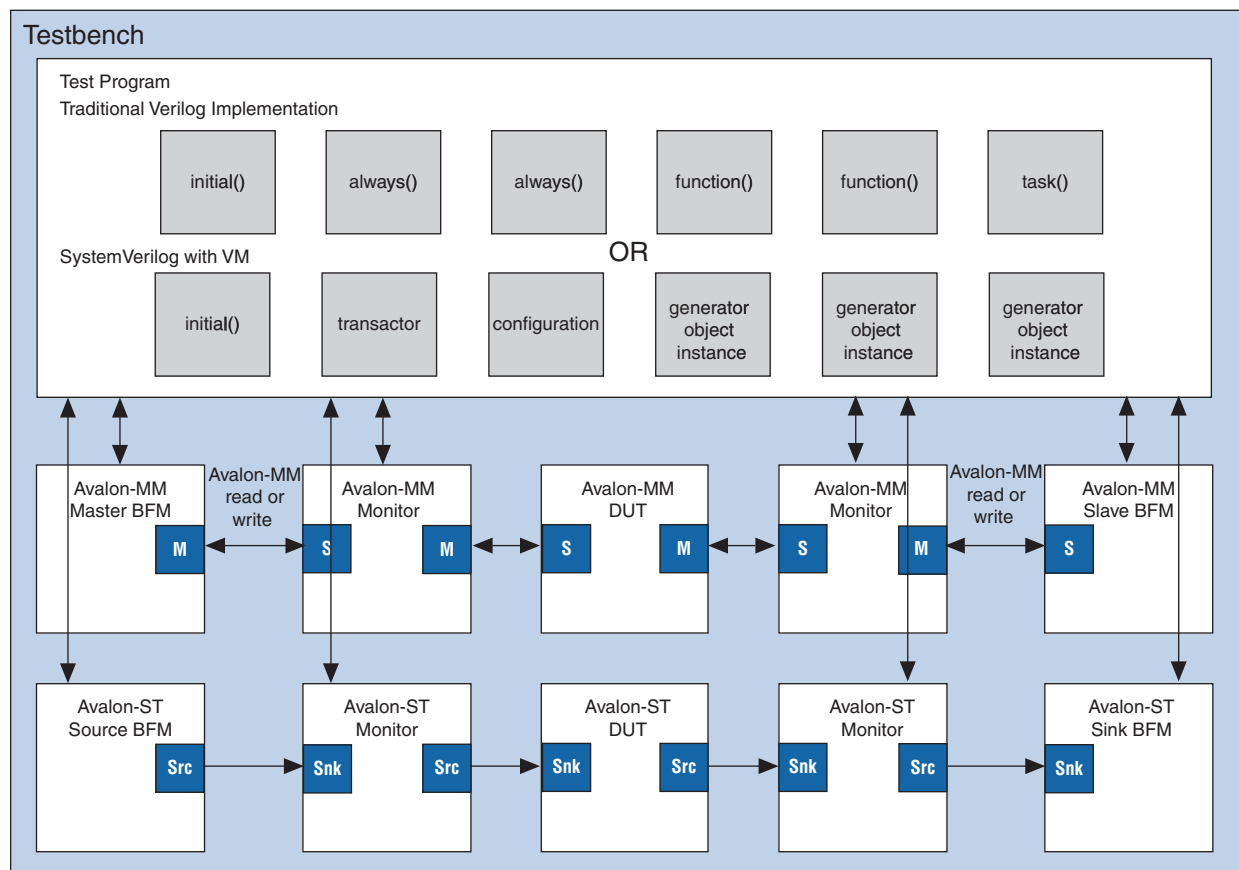 Testbench
Test Program
Traditional Verilog Implementation
initial()
always()
always()
function()
function()
task()
OR
SystemVerilog with VM
initial()
transactor
configuration
generator
object
instance
generator
object
instance
generator
object
instance
Avalon-MM
Master BFM
M
Avalon-MM
read or
write
Avalon-MM
Monitor
S
M
Avalon-MM
DUT
S
M
Avalon-MM
Monitor
S
M
Avalon-MM
read or
write
Avalon-MM
Slave BFM
S
Avalon-ST
Source BFM
Src
Avalon-ST
Monitor
Snk
Src
Avalon-ST
DUT
Snk
Src
Avalon-ST
Monitor
Snk
Src
Avalon-ST
Sink BFM
Snk